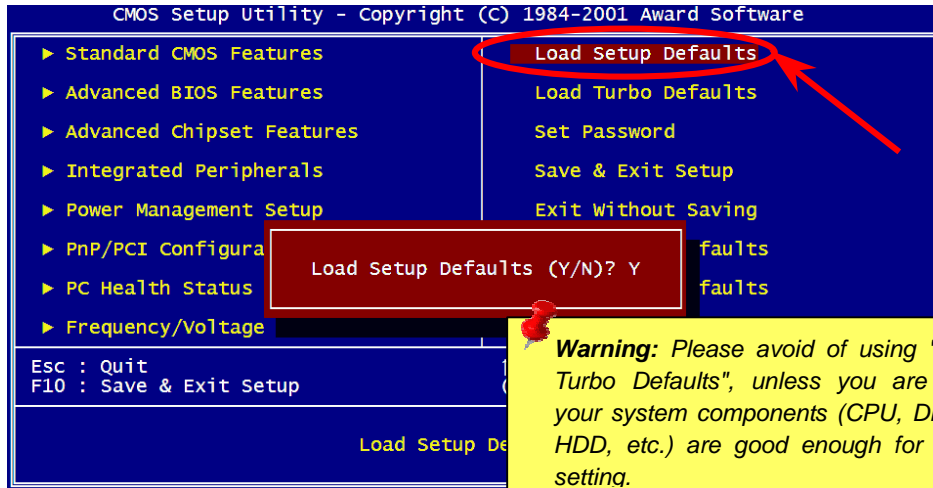 CMOS Setup Utility - Copyright (C) 1984-2001 Award Software
▶ Standard CMOS Features
▶ Advanced BIOS Features
▶ Advanced Chipset Features
▶ Integrated Peripherals
▶ Power Management Setup
▶ PnP/PCI Configura
▶ PC Health Status
▶ Frequency/Voltage
Load Setup Defaults
Load Turbo Defaults
Set Password
Save & Exit Setup
Exit Without Saving
faults
faults
Load Setup Defaults (Y/N)? Y
Esc : Quit
F10 : Save & Exit Setup
(
Load Setup De
Warning: Please avoid of using "
Turbo Defaults", unless you are
your system components (CPU,
HDD, etc.) are good enough for
setting.